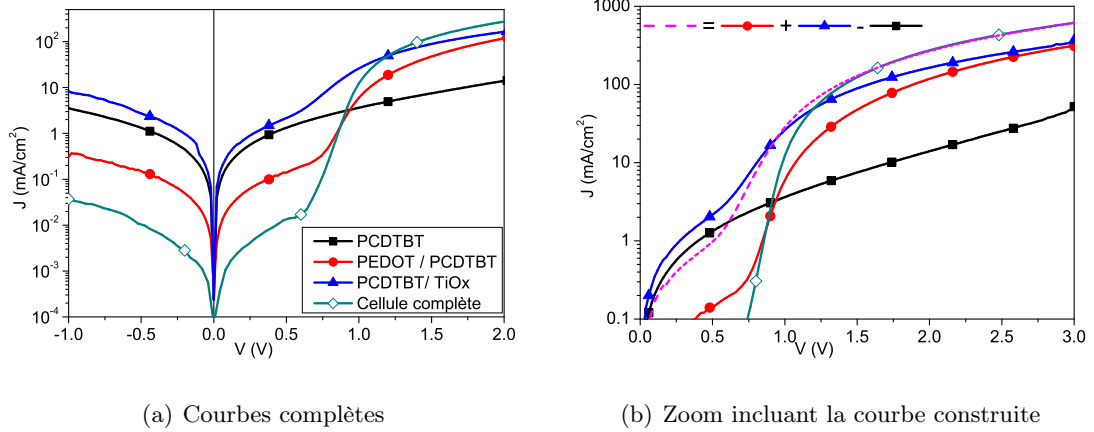 10²
10¹
1
10⁻¹
10⁻²
10⁻³
10⁻⁴
J (mA/cm²)
-1.0 -0.5 0.0 0.5 1.0 1.5 2.0
V (V)
PCDTBT
PEDOT / PCDTBT
PCDTBT/ TiOx
Cellule complète
(a) Courbes complètes
1000
100
10
1
0.1
J (mA/cm²)
= + -
0.0 0.5 1.0 1.5 2.0 2.5 3.0
V (V)
(b) Zoom incluant la courbe construite